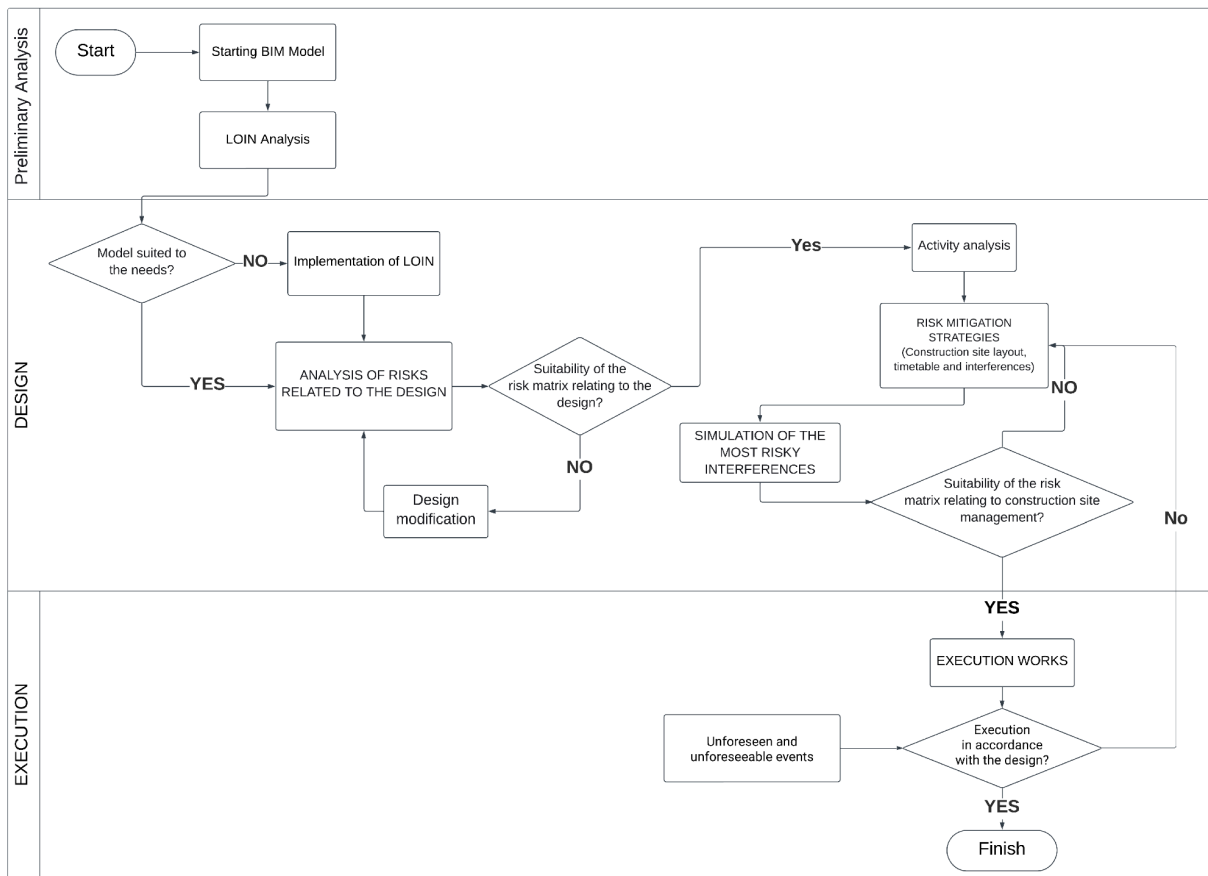 Preliminary Analysis
Start
Starting BIM Model
LOIN Analysis
DESIGN
Model suited to
the needs?
NO
Implementation of LOIN
YES
ANALYSIS OF RISKS
RELATED TO THE DESIGN
Suitability of the
risk matrix relating to the
design?
NO
Design
modification
Yes
Activity analysis
RISK MITIGATION
STRATEGIES
(Construction site layout,
timetable and interferences)
NO
SIMULATION OF THE
MOST RISKY
INTERFERENCES
Suitability of the risk
matrix relating to construction site
management?
No
EXECUTION
YES
EXECUTION WORKS
Unforeseen and
unforeseeable events
Execution
in accordance
with the design?
YES
Finish